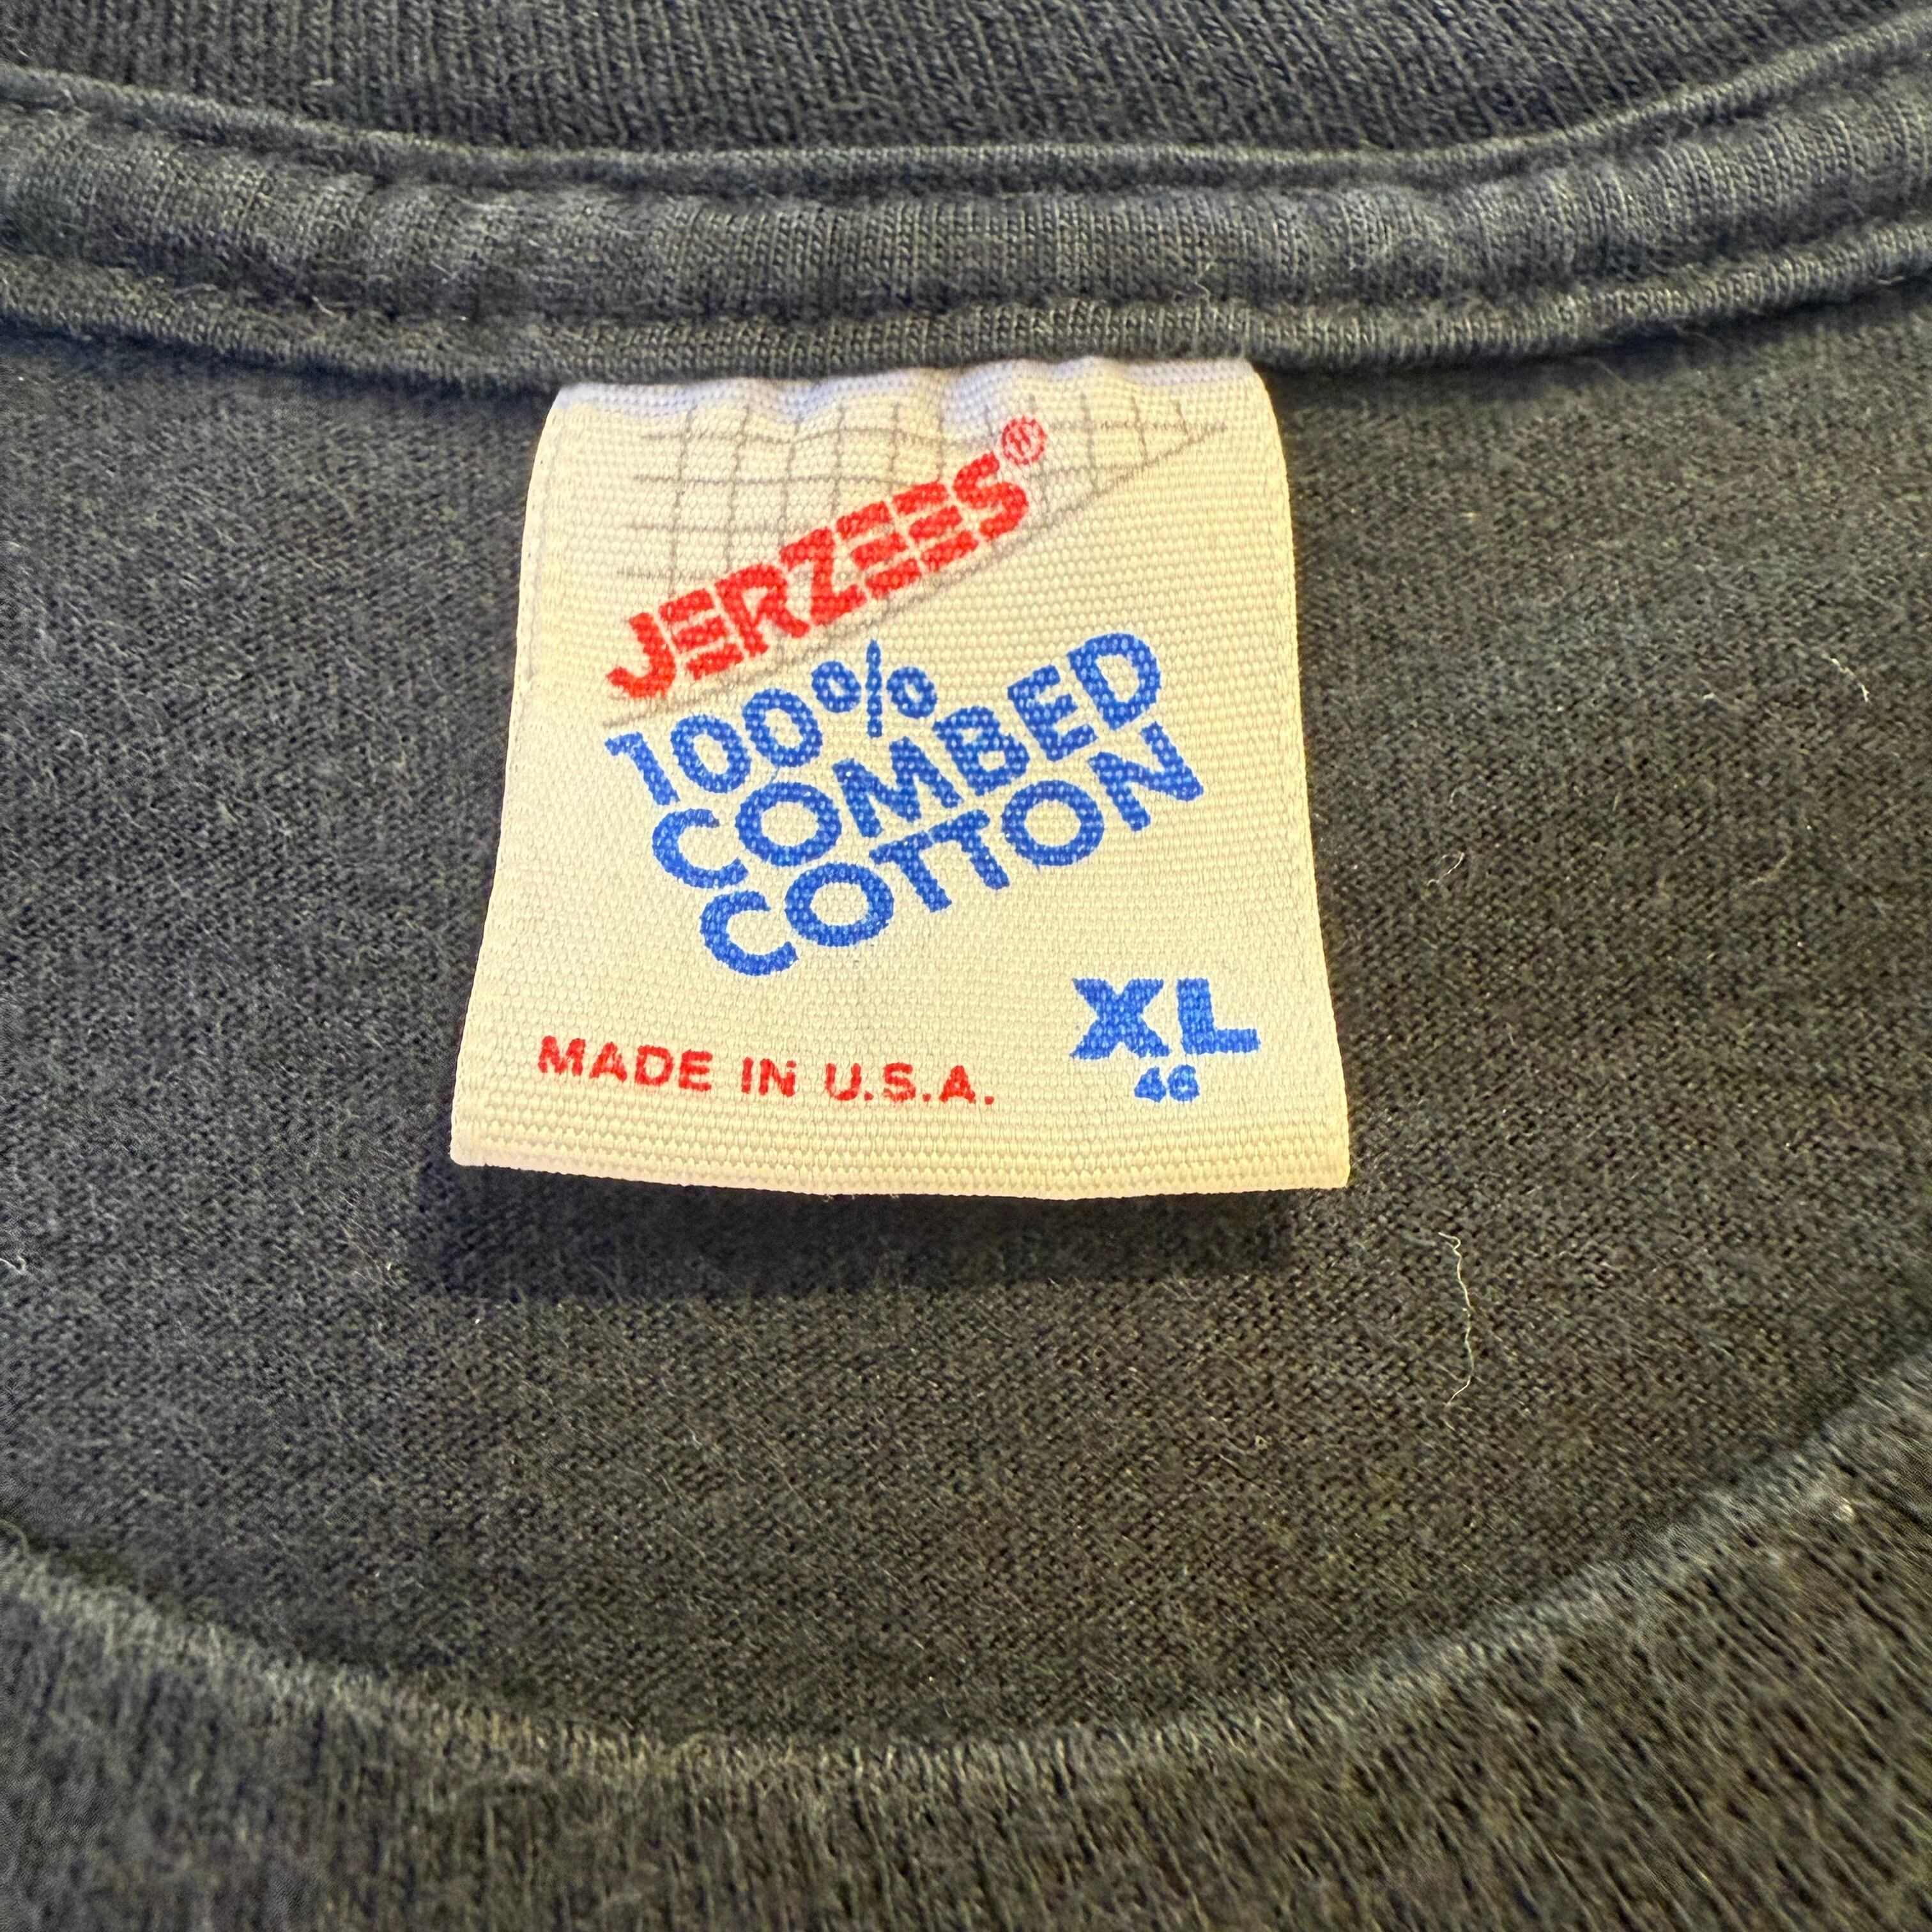 JERZEES®
100%
COMBED
COTTON
XL
46
MADE IN U.S.A.